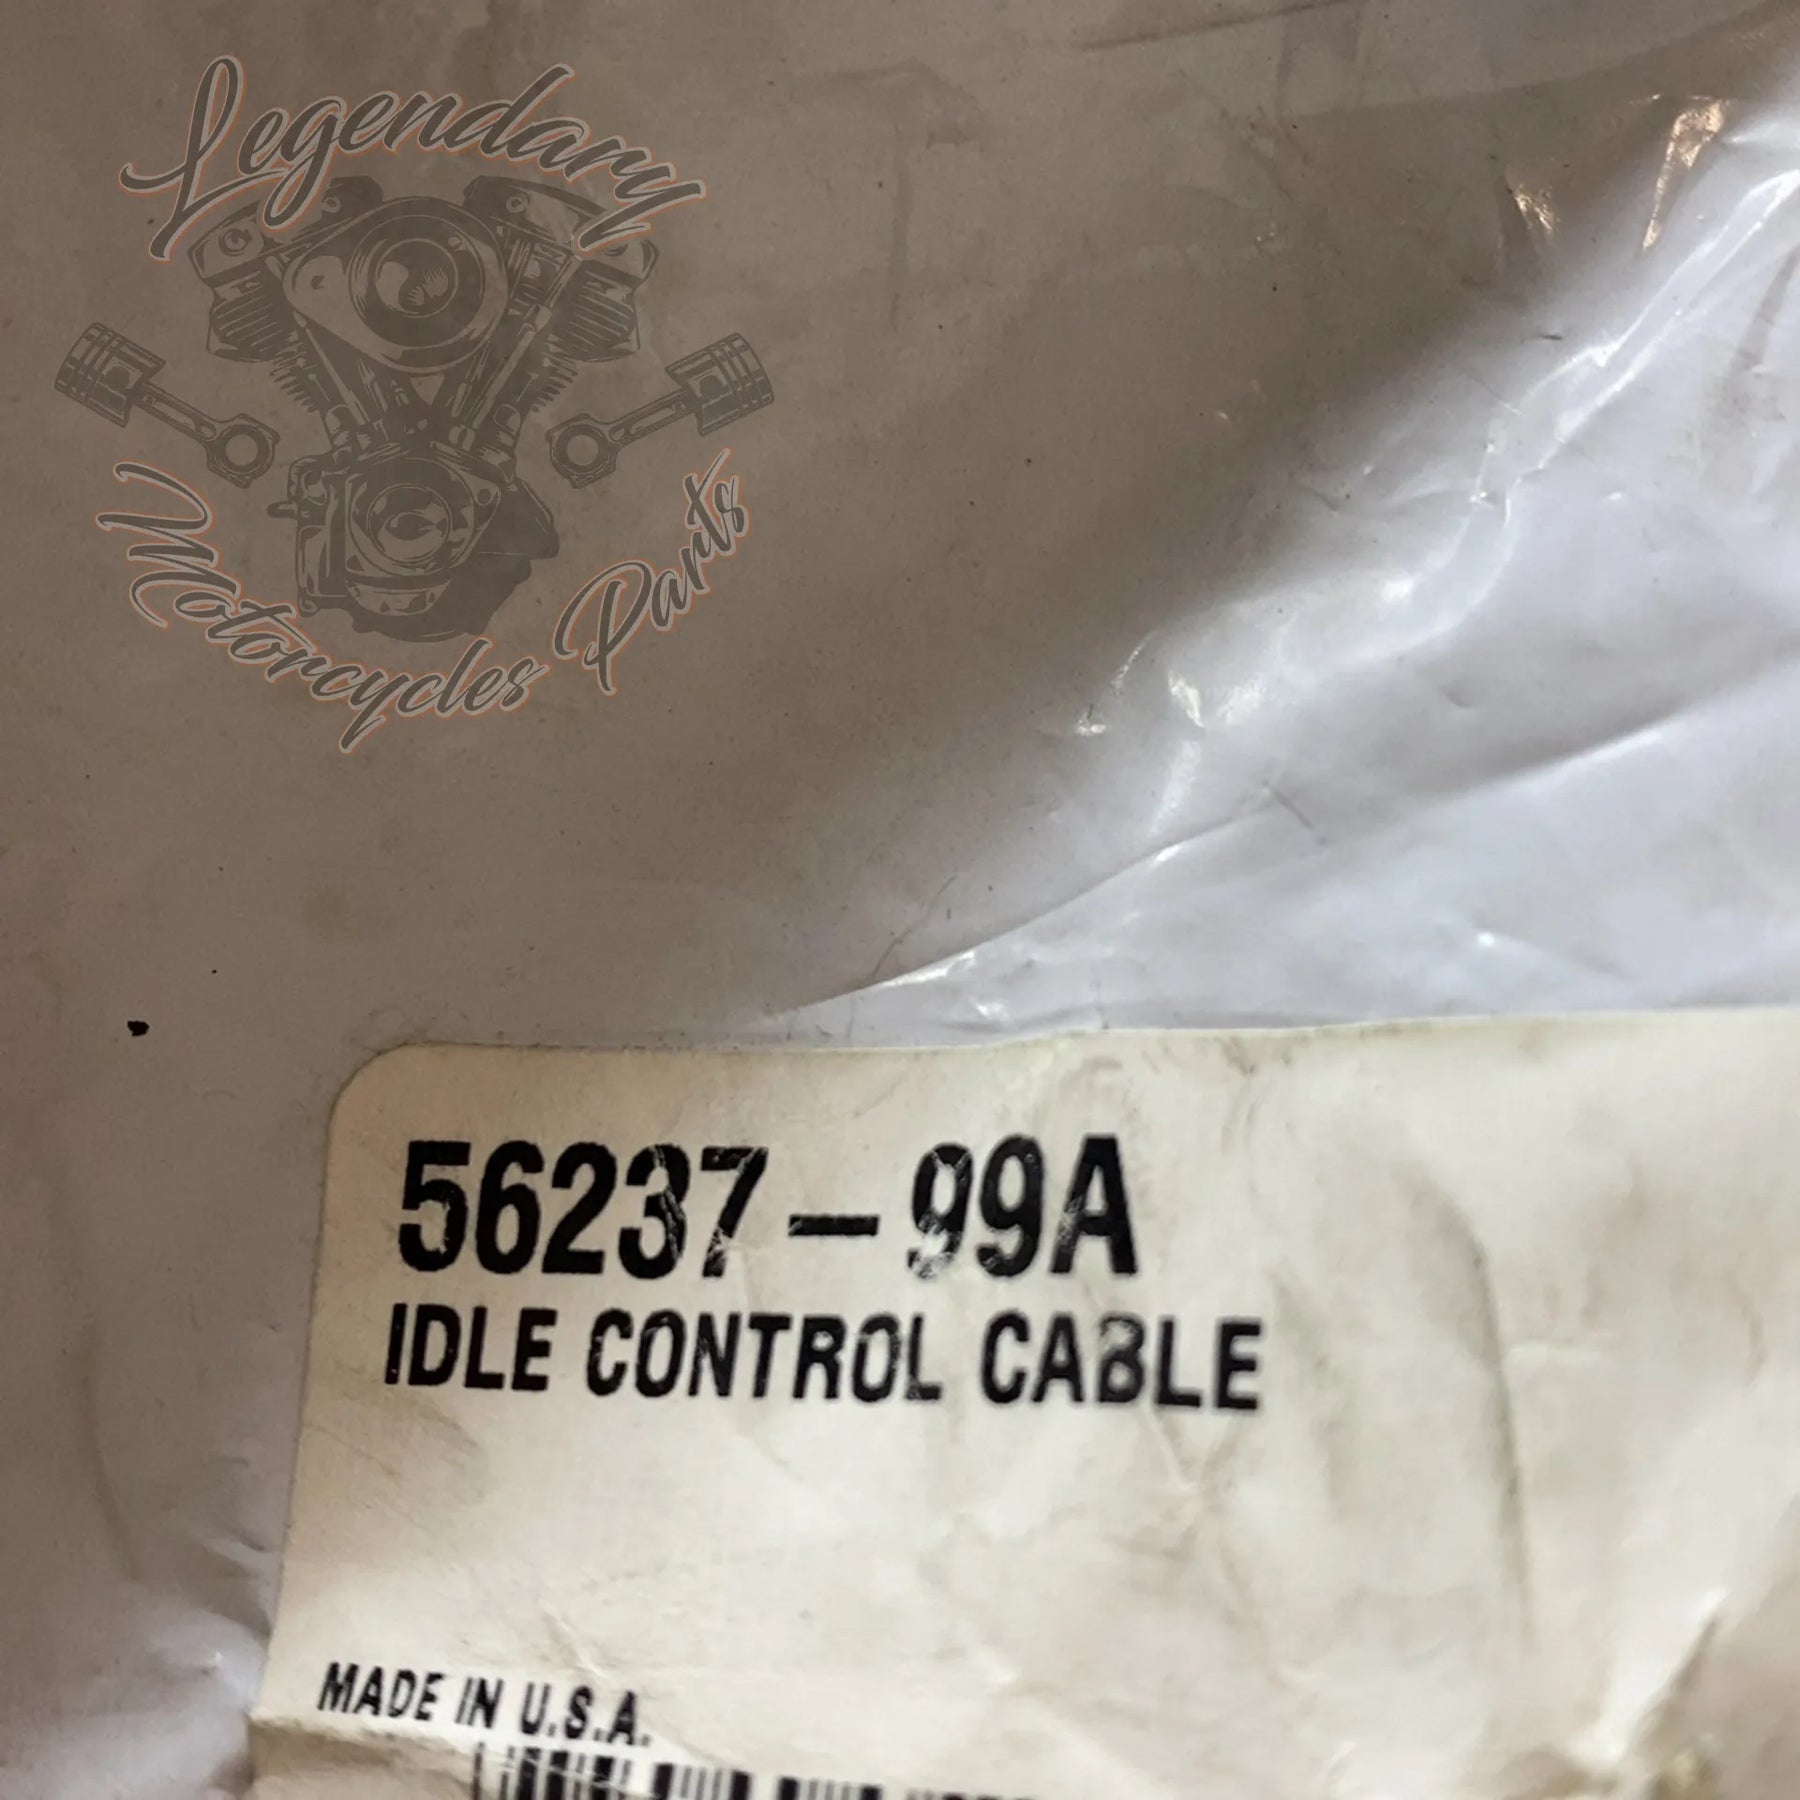 Legendary
Motorcycles Parts
56237-99A
IDLE CONTROL CABLE
MADE IN U.S.A.